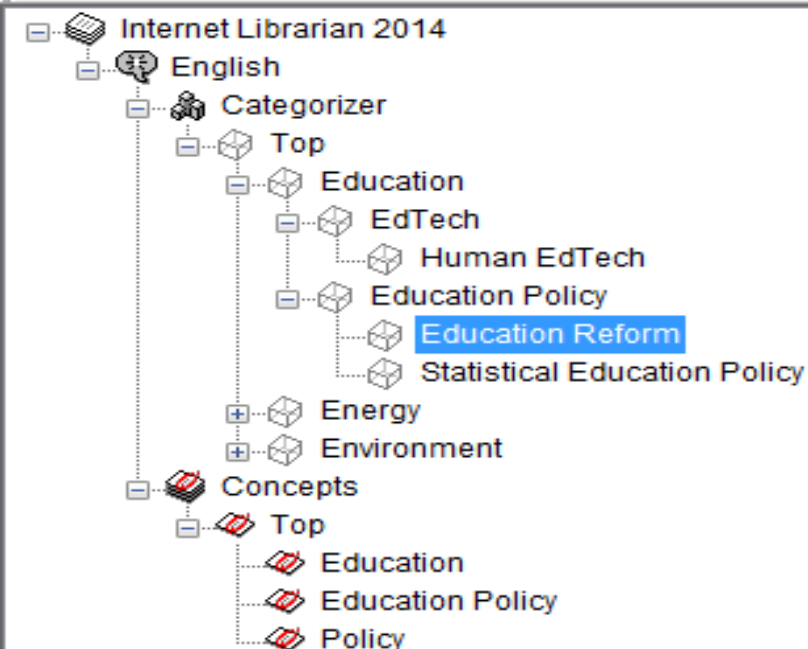 Internet Librarian 2014
English
Categorizer
Top
Education
EdTech
Human EdTech
Education Policy
Education Reform
Statistical Education Policy
Energy
Environment
Concepts
Top
Education
Education Policy
Policy